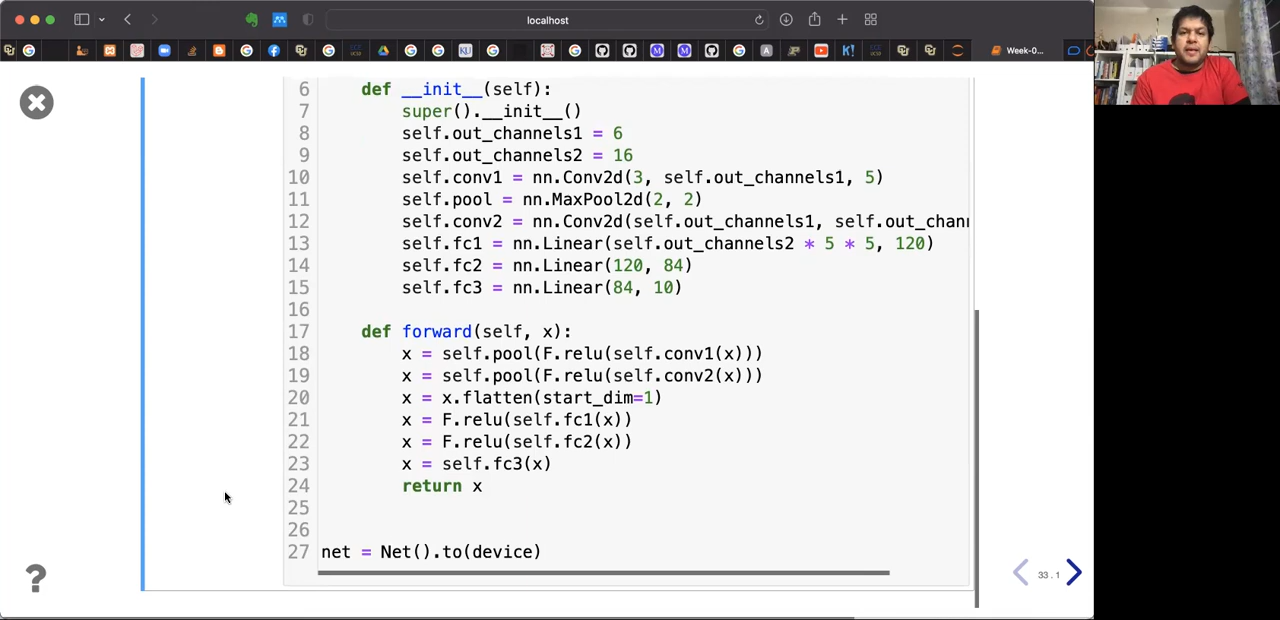 localhost
Week-0...
6 def __init__(self):
7 super().__init__()
8 self.out_channels1 = 6
9 self.out_channels2 = 16
10 self.conv1 = nn.Conv2d(3, self.out_channels1, 5)
11 self.pool = nn.MaxPool2d(2, 2)
12 self.conv2 = nn.Conv2d(self.out_channels1, self.out_chann
13 self.fc1 = nn.Linear(self.out_channels2 * 5 * 5, 120)
14 self.fc2 = nn.Linear(120, 84)
15 self.fc3 = nn.Linear(84, 10)
16
17 def forward(self, x):
18 x = self.pool(F.relu(self.conv1(x)))
19 x = self.pool(F.relu(self.conv2(x)))
20 x = x.flatten(start_dim=1)
21 x = F.relu(self.fc1(x))
22 x = F.relu(self.fc2(x))
23 x = self.fc3(x)
24 return x
25
26
27 net = Net().to(device)
?
33 . 1